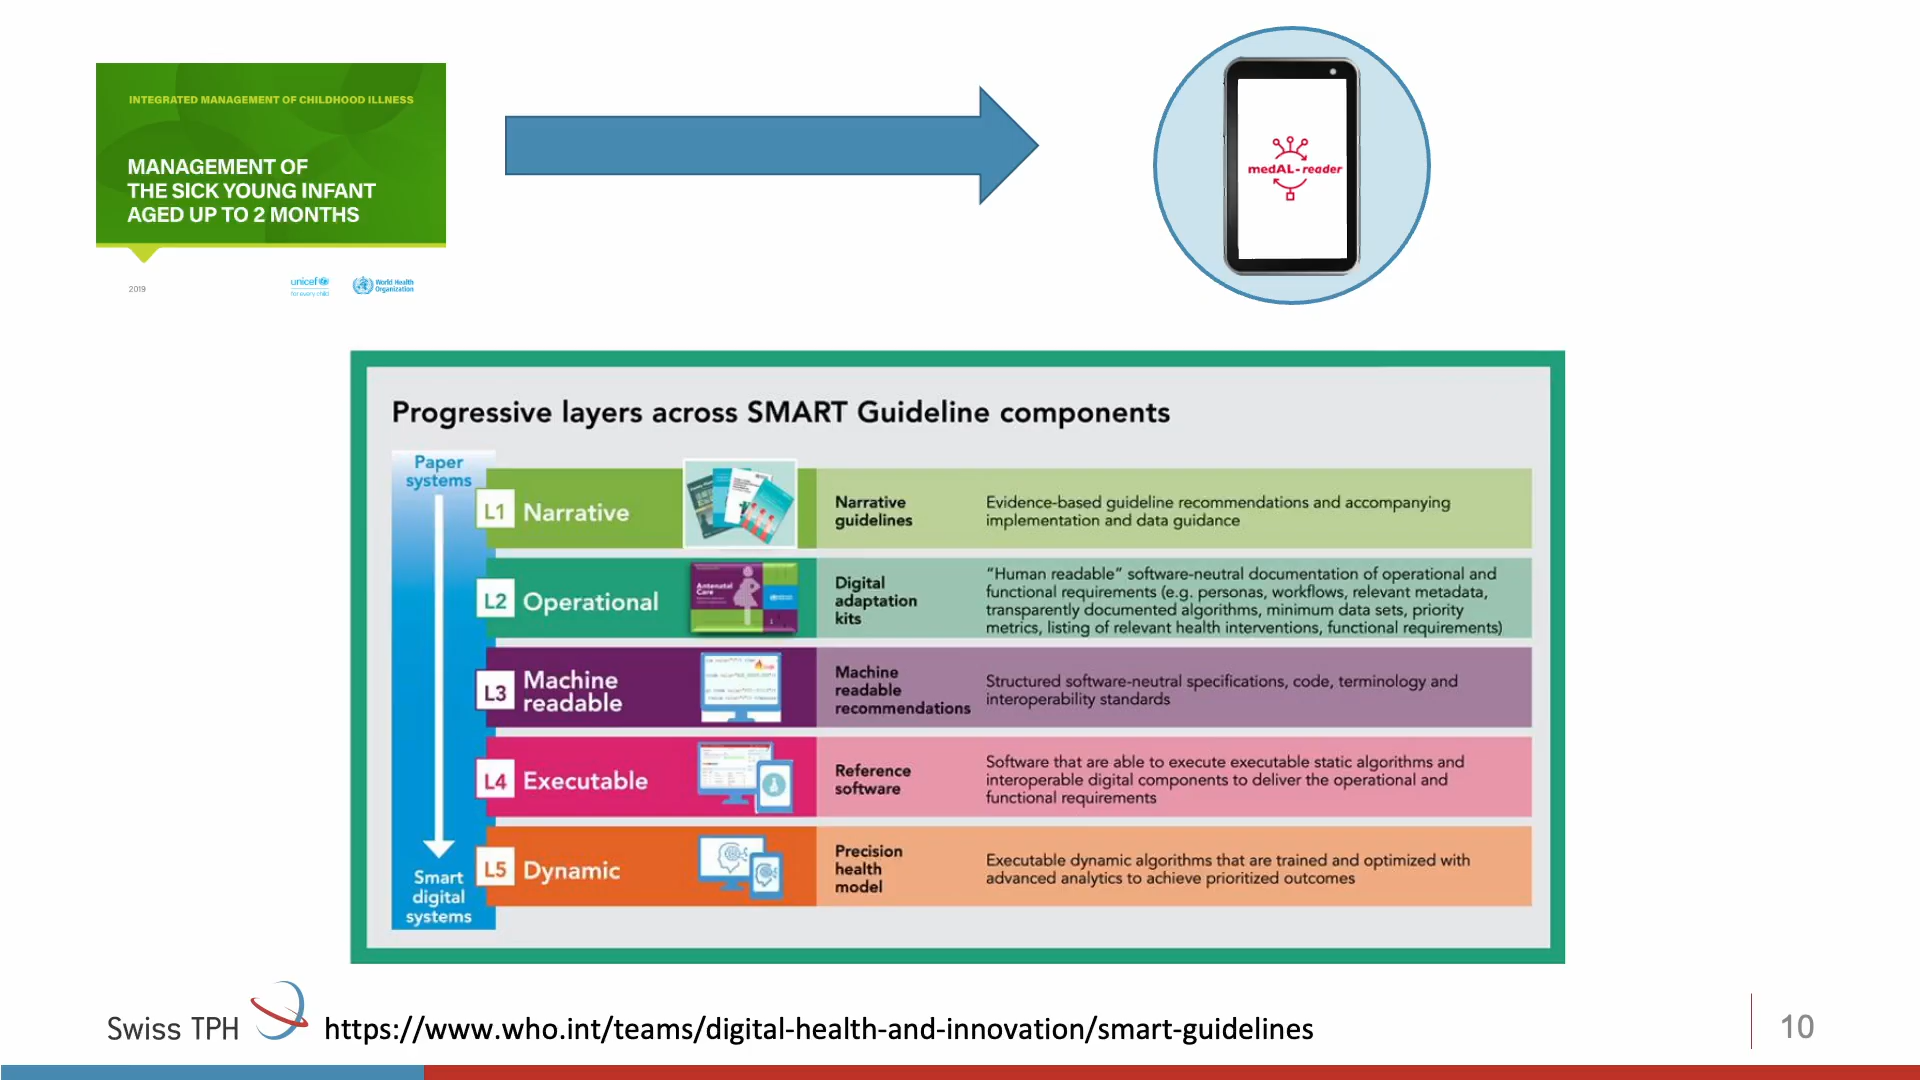 INTEGRATED MANAGEMENT OF CHILDHOOD ILLNESS
MANAGEMENT OF
THE SICK YOUNG INFANT
AGED UP TO 2 MONTHS
2019
unicef
for every child
World Health
Organization
medAL-reader
Progressive layers across SMART Guideline components
Paper
systems
L1 Narrative
Narrative
guidelines
Evidence-based guideline recommendations and accompanying
implementation and data guidance
L2 Operational
Antenatal
Care
Digital
adaptation
kits
“Human readable” software-neutral documentation of operational and
functional requirements (e.g. personas, workflows, relevant metadata,
transparently documented algorithms, minimum data sets, priority
metrics, listing of relevant health interventions, functional requirements)
L3 Machine
readable
Machine
readable
recommendations
Structured software-neutral specifications, code, terminology and
interoperability standards
L4 Executable
Reference
software
Software that are able to execute executable static algorithms and
interoperable digital components to deliver the operational and
functional requirements
L5 Dynamic
Precision
health
model
Executable dynamic algorithms that are trained and optimized with
advanced analytics to achieve prioritized outcomes
Smart
digital
systems
Swiss TPH
https://www.who.int/teams/digital-health-and-innovation/smart-guidelines
10